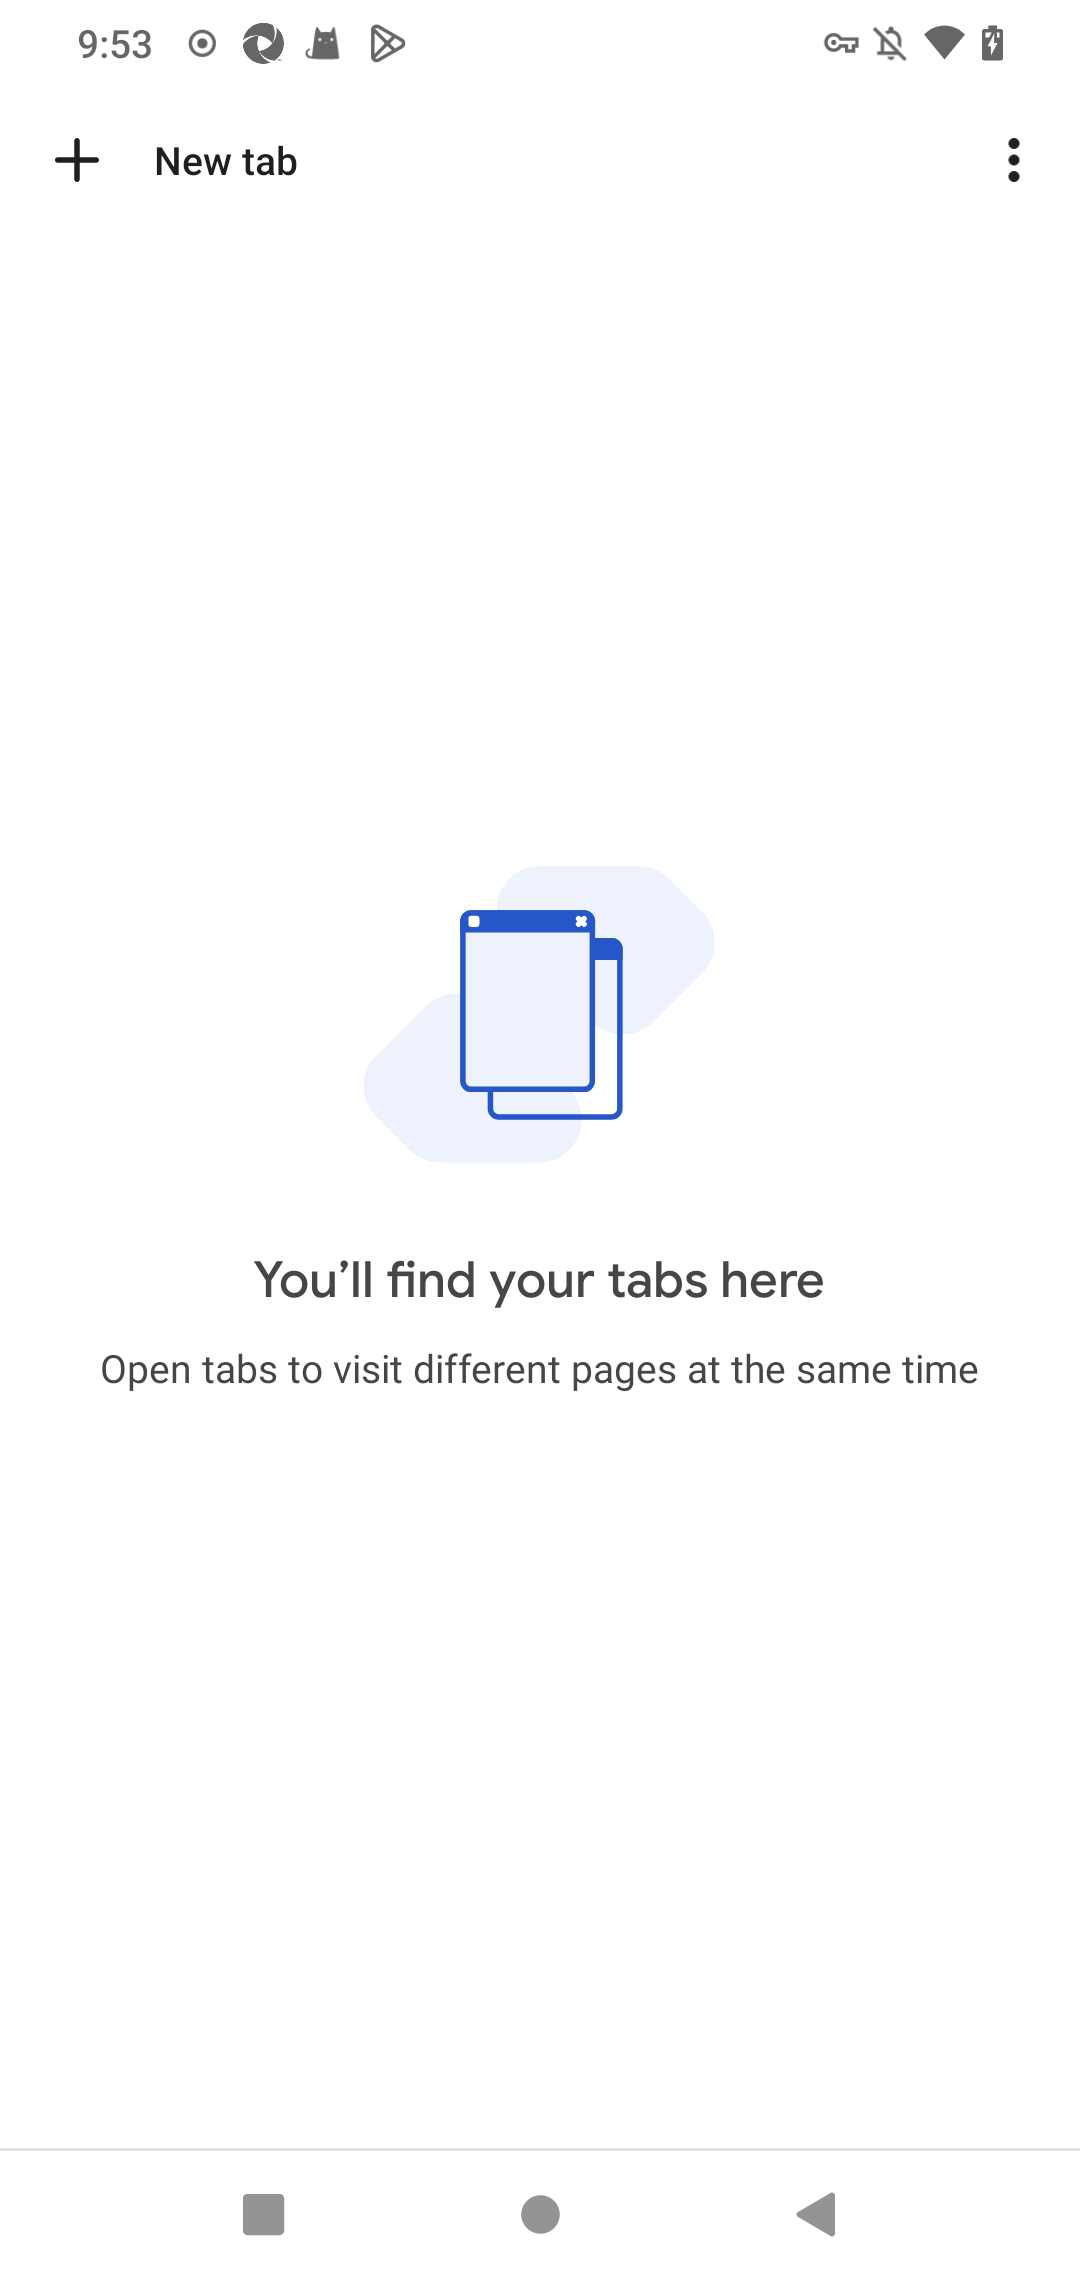 9:53
New tab
You’ll find your tabs here
Open tabs to visit different pages at the same time